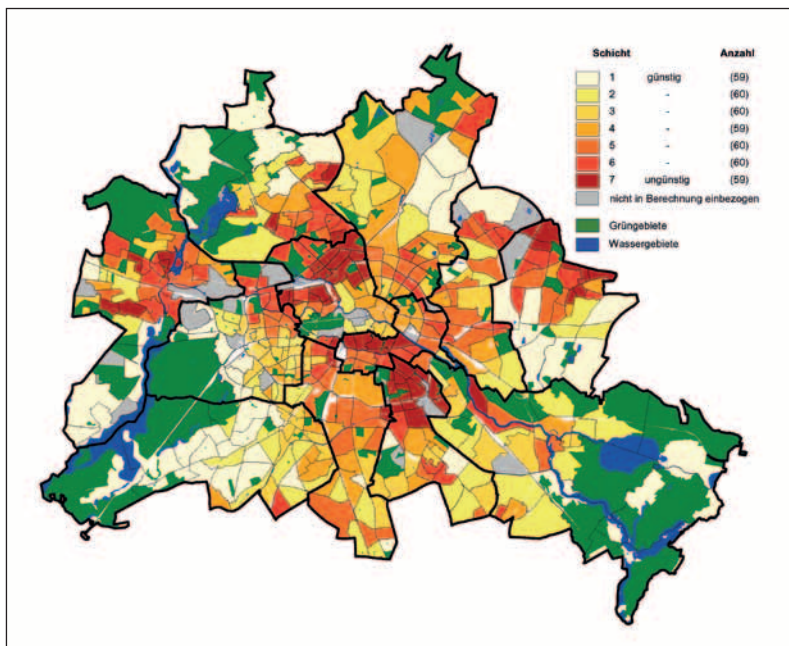 Schicht Anzahl
1 günstig (59)
2 - (60)
3 - (60)
4 - (59)
5 - (60)
6 - (60)
7 ungünstig (59)
nicht in Berechnung einbezogen
Grüngebiete
Wassergebiete